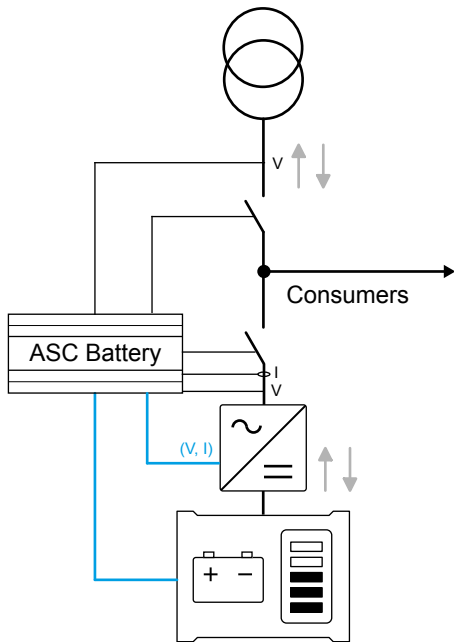 V
Consumers
ASC Battery
I
V
(V, I)
+ −